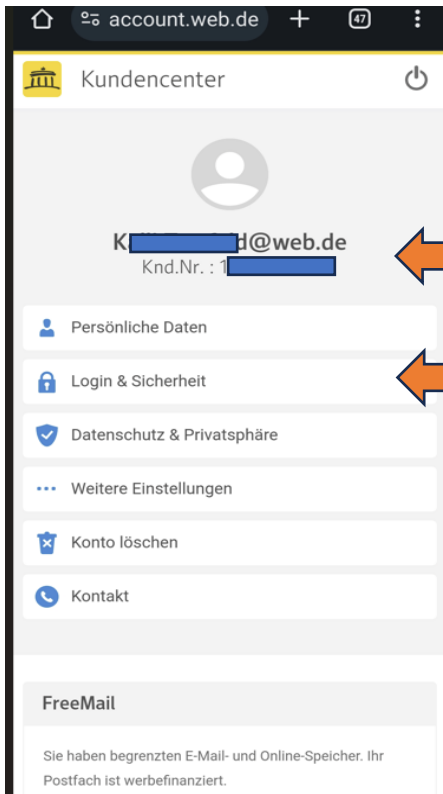 account.web.de
47
Kundencenter
d@web.de
Knd.Nr. : 1
Persönliche Daten
Login & Sicherheit
Datenschutz & Privatsphäre
Weitere Einstellungen
Konto löschen
Kontakt
FreeMail
Sie haben begrenzten E-Mail- und Online-Speicher. Ihr
Postfach ist werbefinanziert.